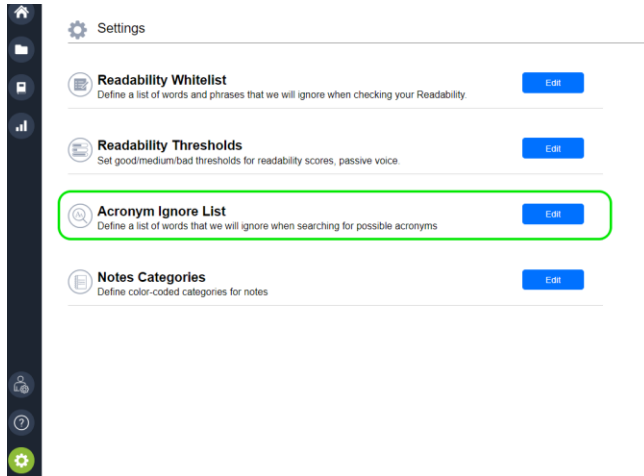 Settings
Readability Whitelist
Define a list of words and phrases that we will ignore when checking your Readability.
Edit
Readability Thresholds
Set good/medium/bad thresholds for readability scores, passive voice.
Edit
Acronym Ignore List
Define a list of words that we will ignore when searching for possible acronyms
Edit
Notes Categories
Define color-coded categories for notes
Edit